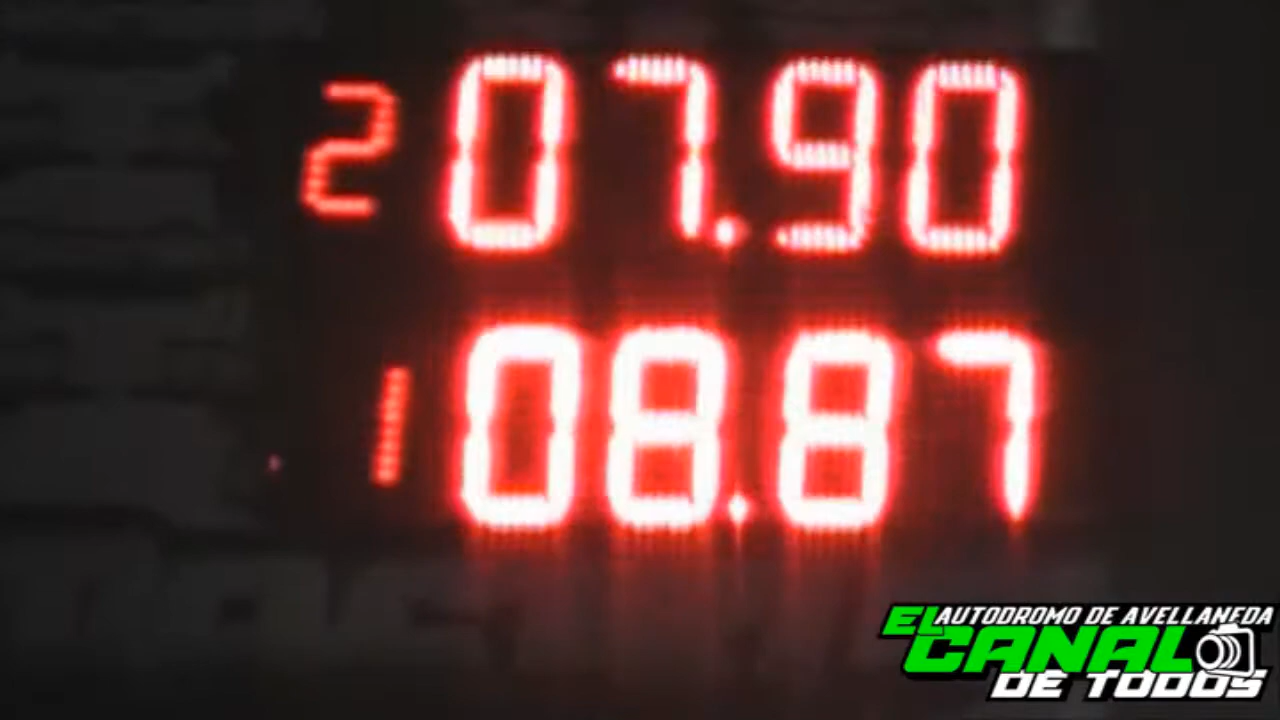 2 07.90
1 08.87
AUTODROMO DE AVELLANEDA
EL CANAL
DE TODOS